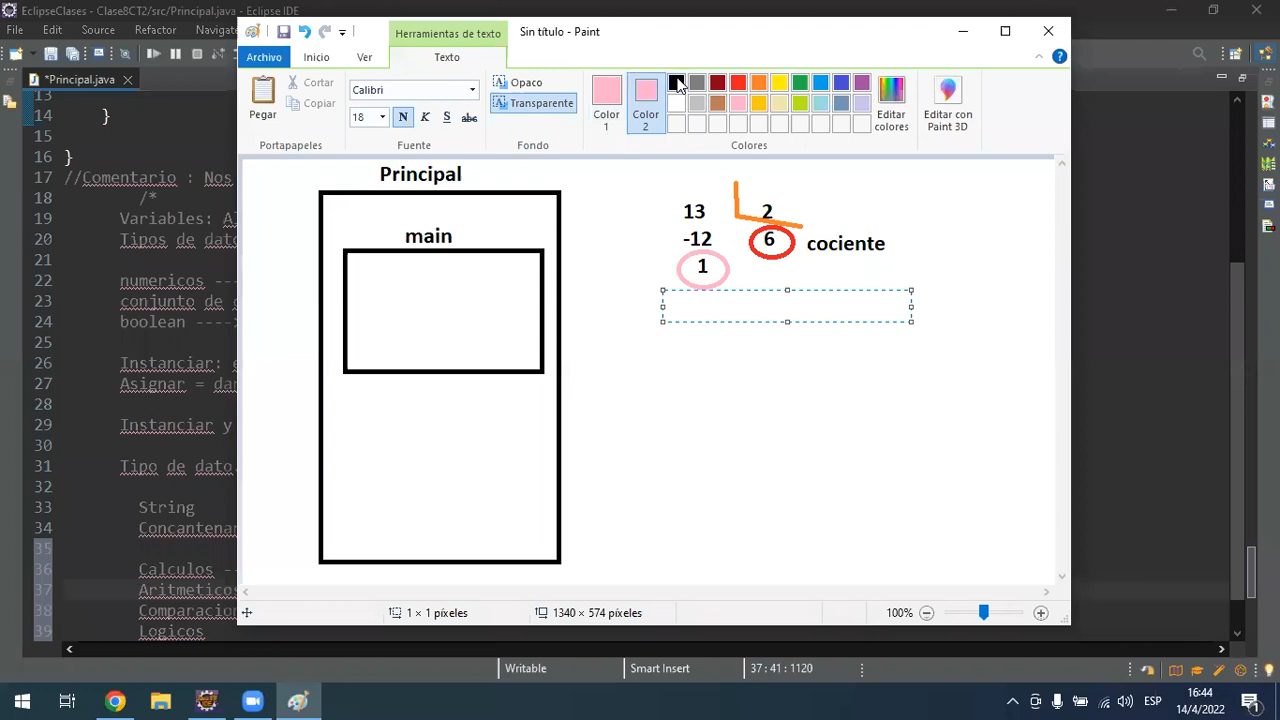 EclipseClases - Clase8CT2/src/Principal.java - Eclipse IDE
File Edit Source Refactor
*Principal.java
Herramientas de texto
Sin título - Paint
Archivo Inicio Ver Texto
Pegar
Cortar
Copiar
Portapapeles
Calibri
18
N K S abc
Fuente
Opaco
Transparente
Fondo
Color 1
Color 2
Editar colores
Colores
Editar con Paint 3D
13
14 }
15
16 }
17 //Comentario : Nos
18 /*
19 Variables:
20 Tipos de dato
22 numericos
23 conjunto de
24 boolean ---->
25
26 Instanciar:
27 Asignar =
28
29 Instanciar y
30
31 Tipo de dato
32
33 String
34
35
36 Calculos
37 Aritmeticos
38
39 Logicos
Principal
main
13 2
-12 6 cociente
1
1 × 1 píxeles
1340 × 574 píxeles
100%
Writable
Smart Insert
37 : 41 : 1120
ESP
16:44
14/4/2022
1